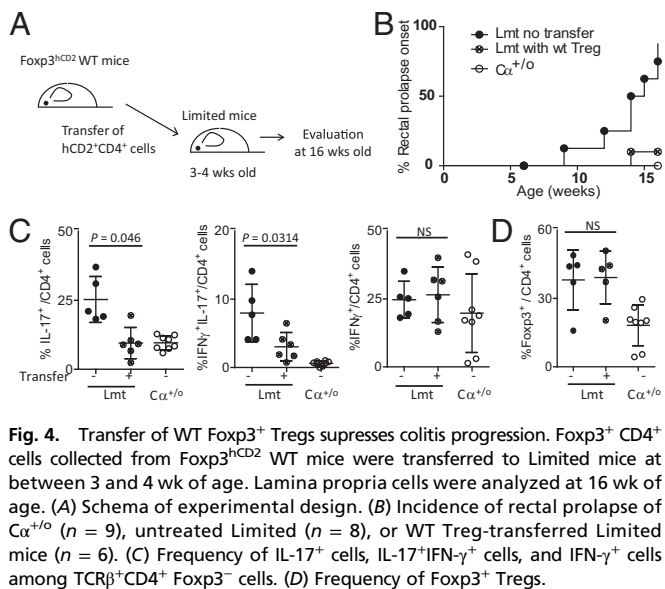 A
Foxp3hCD2 WT mice
Transfer of
hCD2+CD4+ cells
Limited mice
3-4 wks old
Evaluation
at 16 wks old
B
% Rectal prolapse onset
100
50
0
0
5
10
15
Age (weeks)
Lmt no transfer
Lmt with wt Treg
Cα+/o
C
% IL-17+ /CD4+ cells
50
25
0
P = 0.046
Transfer
- + -
Lmt Cα+/o
%IFNγ+IL-17+/CD4+ cells
20
10
0
P = 0.0314
- + -
Lmt Cα+/o
%IFNγ+/CD4+ cells
50
25
0
NS
- + -
Lmt Cα+/o
D
%Foxp3+ / CD4+ cells
60
30
0
NS
- + -
Lmt Cα+/o
Fig. 4. Transfer of WT Foxp3+ Tregs supresses colitis progression. Foxp3+ CD4+
cells collected from Foxp3hCD2 WT mice were transferred to Limited mice at
between 3 and 4 wk of age. Lamina propria cells were analyzed at 16 wk of
age. (A) Schema of experimental design. (B) Incidence of rectal prolapse of
Cα+/o (n = 9), untreated Limited (n = 8), or WT Treg-transferred Limited
mice (n = 6). (C) Frequency of IL-17+ cells, IL-17+IFN-γ+ cells, and IFN-γ+ cells
among TCRβ+CD4+ Foxp3− cells. (D) Frequency of Foxp3+ Tregs.